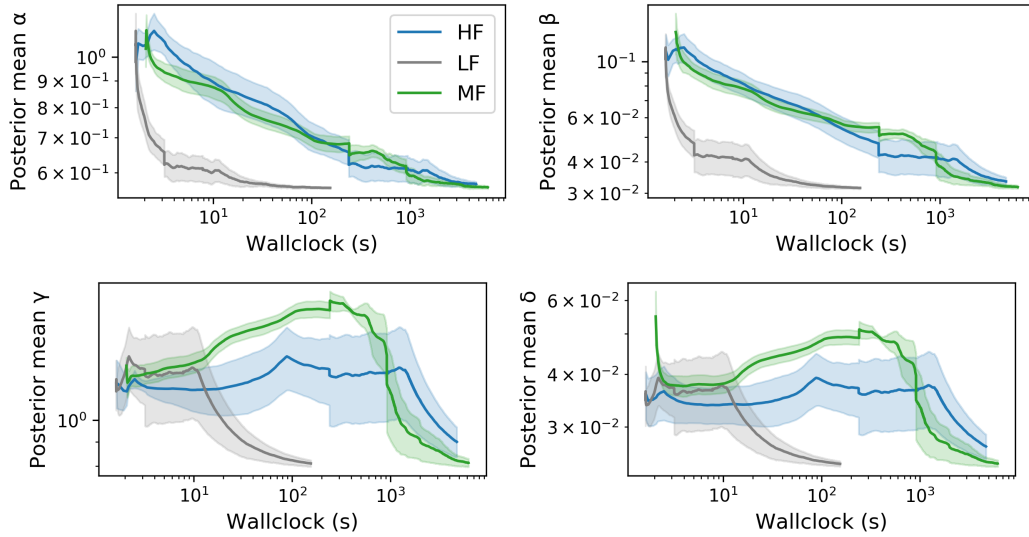 Posterior mean α
10⁰
9 × 10⁻¹
8 × 10⁻¹
7 × 10⁻¹
6 × 10⁻¹
HF
LF
MF
10¹ 10² 10³
Wallclock (s)
Posterior mean β
10⁻¹
6 × 10⁻²
4 × 10⁻²
3 × 10⁻²
10¹ 10² 10³
Wallclock (s)
Posterior mean γ
10⁰
10¹ 10² 10³
Wallclock (s)
Posterior mean δ
6 × 10⁻²
4 × 10⁻²
3 × 10⁻²
10¹ 10² 10³
Wallclock (s)